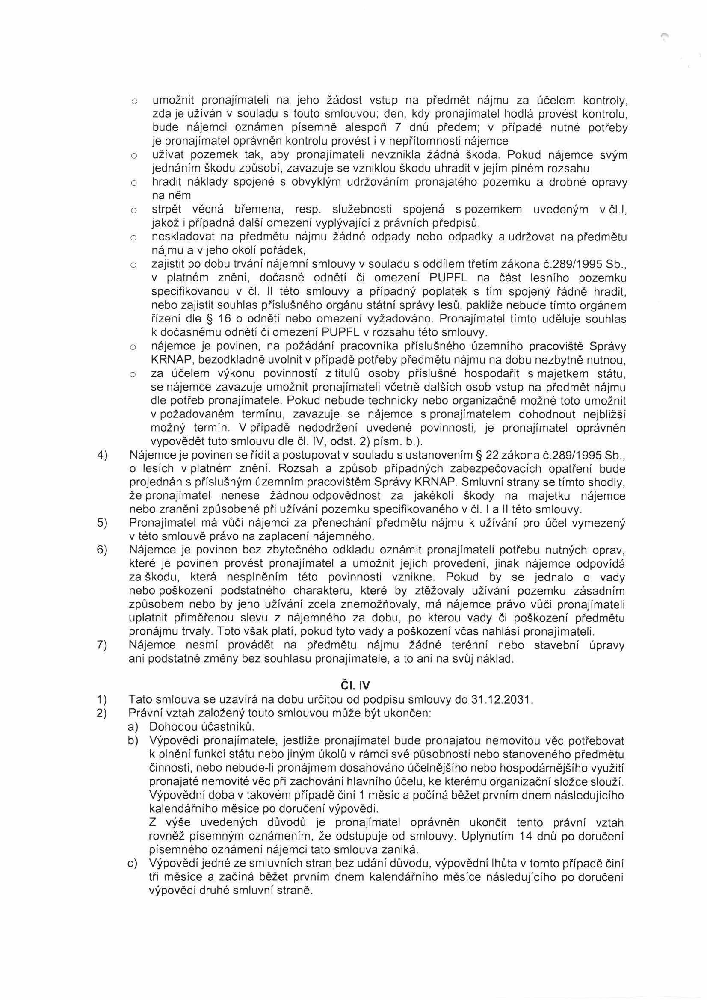 o umožnit pronajímateli na jeho žádost vstup na předmět nájmu za účelem kontroly,
zda je užíván v souladu s touto smlouvou; den, kdy pronajímatel hodlá provést kontrolu,
bude nájemci oznámen písemně alespoň 7 dnů předem; v případě nutné potřeby
je pronajímatel oprávněn kontrolu provést i v nepřítomnosti nájemce
o užívat pozemek tak, aby pronajímateli nevznikla žádná škoda. Pokud nájemce svým
jednáním škodu způsobí, zavazuje se vzniklou škodu uhradit v jejím plném rozsahu
o hradit náklady spojené s obvyklým udržováním pronajatého pozemku a drobné opravy
na něm
o strpět věcná břemena, resp. služebnosti spojená s pozemkem uvedeným v čl.I,
jakož i případná další omezení vyplývající z právních předpisů,
o neskladovat na předmětu nájmu žádné odpady nebo odpadky a udržovat na předmětu
nájmu a v jeho okolí pořádek,
o zajistit po dobu trvání nájemní smlouvy v souladu s oddílem třetím zákona č.289/1995 Sb.,
v platném znění, dočasné odnětí či omezení PUPFL na část lesního pozemku
specifikovanou v čl. II této smlouvy a případný poplatek s tím spojený řádně hradit,
nebo zajistit souhlas příslušného orgánu státní správy lesů, pakliže nebude tímto orgánem
řízení dle § 16 o odnětí nebo omezení vyžadováno. Pronajímatel tímto uděluje souhlas
k dočasnému odnětí či omezení PUPFL v rozsahu této smlouvy.
o nájemce je povinen, na požádání pracovníka příslušného územního pracoviště Správy
KRNAP, bezodkladně uvolnit v případě potřeby předmětu nájmu na dobu nezbytně nutnou,
o za účelem výkonu povinností z titulů osoby příslušné hospodařit s majetkem státu,
se nájemce zavazuje umožnit pronajímateli včetně dalších osob vstup na předmět nájmu
dle potřeb pronajímatele. Pokud nebude technicky nebo organizačně možné toto umožnit
v požadovaném termínu, zavazuje se nájemce s pronajímatelem dohodnout nejbližší
možný termín. V případě nedodržení uvedené povinnosti, je pronajímatel oprávněn
vypovědět tuto smlouvu dle čl. IV, odst. 2) písm. b.).
4) Nájemce je povinen se řídit a postupovat v souladu s ustanovením § 22 zákona č.289/1995 Sb.,
o lesích v platném znění. Rozsah a způsob případných zabezpečovacích opatření bude
projednán s příslušným územním pracovištěm Správy KRNAP. Smluvní strany se tímto shodly,
že pronajímatel nenese žádnou odpovědnost za jakékoli škody na majetku nájemce
nebo zranění způsobené při užívání pozemku specifikovaného v čl. I a II této smlouvy.
5) Pronajímatel má vůči nájemci za přenechání předmětu nájmu k užívání pro účel vymezený
v této smlouvě právo na zaplacení nájemného.
6) Nájemce je povinen bez zbytečného odkladu oznámit pronajímateli potřebu nutných oprav,
které je povinen provést pronajímatel a umožnit jejich provedení, jinak nájemce odpovídá
za škodu, která nesplněním této povinnosti vznikne. Pokud by se jednalo o vady
nebo poškození podstatného charakteru, které by ztěžovaly užívání pozemku zásadním
způsobem nebo by jeho užívání zcela znemožňovaly, má nájemce právo vůči pronajímateli
uplatnit přiměřenou slevu z nájemného za dobu, po kterou vady či poškození předmětu
pronájmu trvaly. Toto však platí, pokud tyto vady a poškození včas nahlásí pronajímateli.
7) Nájemce nesmí provádět na předmětu nájmu žádné terénní nebo stavební úpravy
ani podstatné změny bez souhlasu pronajímatele, a to ani na svůj náklad.
Čl. IV
1) Tato smlouva se uzavírá na dobu určitou od podpisu smlouvy do 31.12.2031.
2) Právní vztah založený touto smlouvou může být ukončen:
a) Dohodou účastníků.
b) Výpovědí pronajímatele, jestliže pronajímatel bude pronajatou nemovitou věc potřebovat
k plnění funkcí státu nebo jiným úkolů v rámci své působnosti nebo stanoveného předmětu
činnosti, nebo nebude-li pronájmem dosahováno účelnějšího nebo hospodárnějšího využití
pronajaté nemovité věc při zachování hlavního účelu, ke kterému organizační složce slouží.
Výpovědní doba v takovém případě činí 1 měsíc a počíná běžet prvním dnem následujícího
kalendářního měsíce po doručení výpovědi.
Z výše uvedených důvodů je pronajímatel oprávněn ukončit tento právní vztah
rovněž písemným oznámením, že odstupuje od smlouvy. Uplynutím 14 dnů po doručení
písemného oznámení nájemci tato smlouva zaniká.
c) Výpovědí jedné ze smluvních stran bez udání důvodu, výpovědní lhůta v tomto případě činí
tři měsíce a začíná běžet prvním dnem kalendářního měsíce následujícího po doručení
výpovědi druhé smluvní straně.